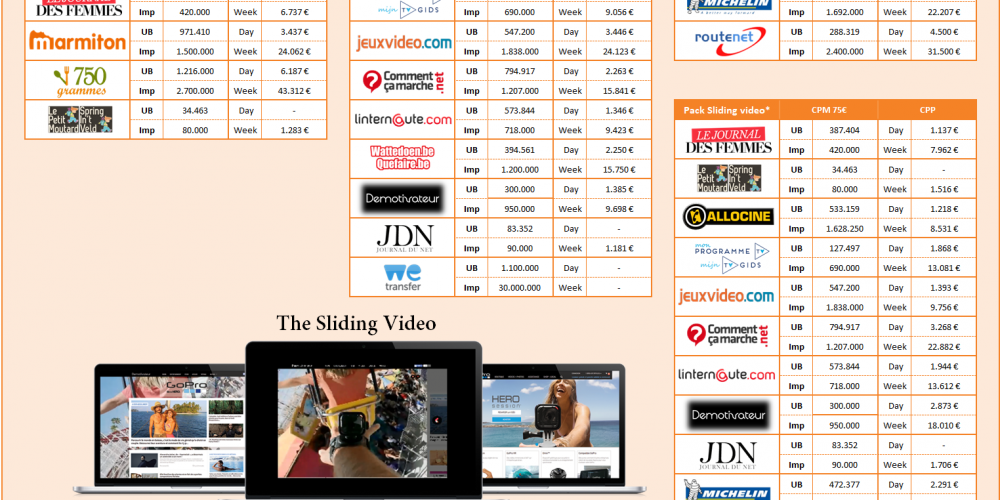 LE JOURNAL
DES FEMMES
Imp 420.000 Week 6.737 €
marmiton
UB 971.410 Day 3.437 €
Imp 1.500.000 Week 24.062 €
750
grammes
UB 1.216.000 Day 6.187 €
Imp 2.700.000 Week 43.312 €
Le Petit Moutard
Spring In't Veld
UB 34.463 Day -
Imp 80.000 Week 1.283 €
mijn TV GIDS
Imp 690.000 Week 9.056 €
jeuxvideo.com
UB 547.200 Day 3.446 €
Imp 1.838.000 Week 24.123 €
Comment
ça marche .net
UB 794.917 Day 2.263 €
Imp 1.207.000 Week 15.841 €
linternaute.com
UB 573.844 Day 1.346 €
Imp 718.000 Week 9.423 €
Wattedoen.be
Quefaire.be
UB 394.561 Day 2.250 €
Imp 1.200.000 Week 15.750 €
Demotivateur
UB 300.000 Day 1.385 €
Imp 950.000 Week 9.698 €
JDN
JOURNAL DU NET
UB 83.352 Day -
Imp 90.000 Week 1.181 €
we
transfer
UB 1.100.000 Day -
Imp 30.000.000 Week -
MICHELIN
Imp 1.692.000 Week 22.207 €
routenet
UB 288.319 Day 4.500 €
Imp 2.400.000 Week 31.500 €
Pack Sliding video* CPM 75€ CPP
LE JOURNAL
DES FEMMES
UB 387.404 Day 1.137 €
Imp 420.000 Week 7.962 €
Le Petit Moutard
Spring In't Veld
UB 34.463 Day -
Imp 80.000 Week 1.516 €
ALLOCINE
UB 533.159 Day 1.218 €
Imp 1.628.250 Week 8.531 €
mon
PROGRAMME TV
mijn TV GIDS
UB 127.497 Day 1.868 €
Imp 690.000 Week 13.081 €
jeuxvideo.com
UB 547.200 Day 1.393 €
Imp 1.838.000 Week 9.756 €
Comment
ça marche .net
UB 794.917 Day 3.268 €
Imp 1.207.000 Week 22.882 €
linternaute.com
UB 573.844 Day 1.944 €
Imp 718.000 Week 13.612 €
Demotivateur
UB 300.000 Day 2.873 €
Imp 950.000 Week 18.010 €
JDN
JOURNAL DU NET
UB 83.352 Day -
Imp 90.000 Week 1.706 €
MICHELIN
UB 472.377 Day 2.291 €
The Sliding Video
GoPro
HERO
SESSION